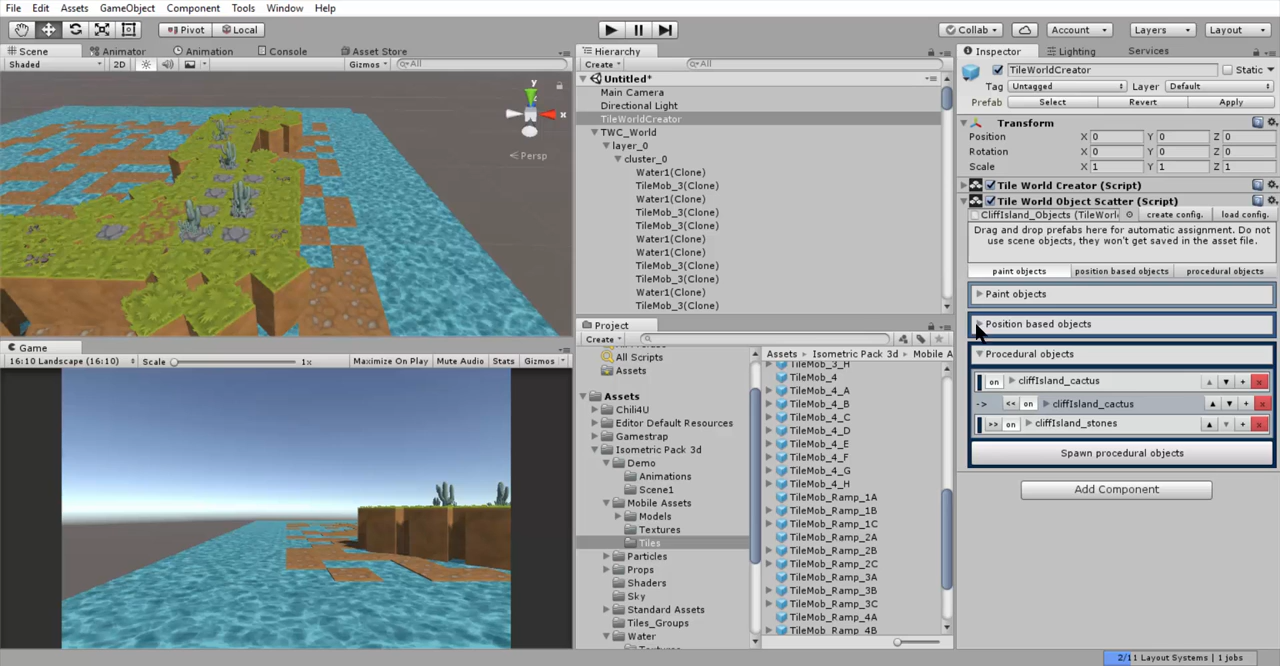 File Edit Assets GameObject Component Tools Window Help
Pivot Local Collab Account Layers Layout
Scene Animator Animation Console Asset Store
Shaded 2D Gizmos All
y
x
Persp
Game
16:10 Landscape (16:10) Scale 1x Maximize On Play Mute Audio Stats Gizmos
Hierarchy
Create All
Untitled*
Main Camera
Directional Light
TileWorldCreator
TWC_World
layer_0
cluster_0
Water1(Clone)
TileMob_3(Clone)
Water1(Clone)
TileMob_3(Clone)
TileMob_3(Clone)
Water1(Clone)
Water1(Clone)
TileMob_3(Clone)
TileMob_3(Clone)
Water1(Clone)
TileMob_3(Clone)
Project
Create
All Scripts
Assets
Assets
Chili4U
Editor Default Resources
Gamestrap
Isometric Pack 3d
Demo
Animations
Scene1
Mobile Assets
Models
Textures
Tiles
Particles
Props
Shaders
Sky
Standard Assets
Tiles_Groups
Water
Assets Isometric Pack 3d Mobile A
TileMob_3_H
TileMob_4
TileMob_4_A
TileMob_4_B
TileMob_4_C
TileMob_4_D
TileMob_4_E
TileMob_4_F
TileMob_4_G
TileMob_4_H
TileMob_Ramp_1A
TileMob_Ramp_1B
TileMob_Ramp_1C
TileMob_Ramp_2A
TileMob_Ramp_2B
TileMob_Ramp_2C
TileMob_Ramp_3A
TileMob_Ramp_3B
TileMob_Ramp_3C
TileMob_Ramp_4A
TileMob_Ramp_4B
Inspector Lighting Services
TileWorldCreator Static
Tag Untagged Layer Default
Prefab Select Revert Apply
Transform
Position X 0 Y 0 Z 0
Rotation X 0 Y 0 Z 0
Scale X 1 Y 1 Z 1
Tile World Creator (Script)
Tile World Object Scatter (Script)
CliffIsland_Objects (TileWorl create config. load config.
Drag and drop prefabs here for automatic assignment. Do not
use scene objects, they won't get saved in the asset file.
paint objects position based objects procedural objects
Paint objects
Position based objects
Procedural objects
on cliffIsland_cactus + x
-> << on cliffIsland_cactus + x
>> on cliffIsland_stones + x
Spawn procedural objects
Add Component
2/11 Layout Systems | 1 jobs